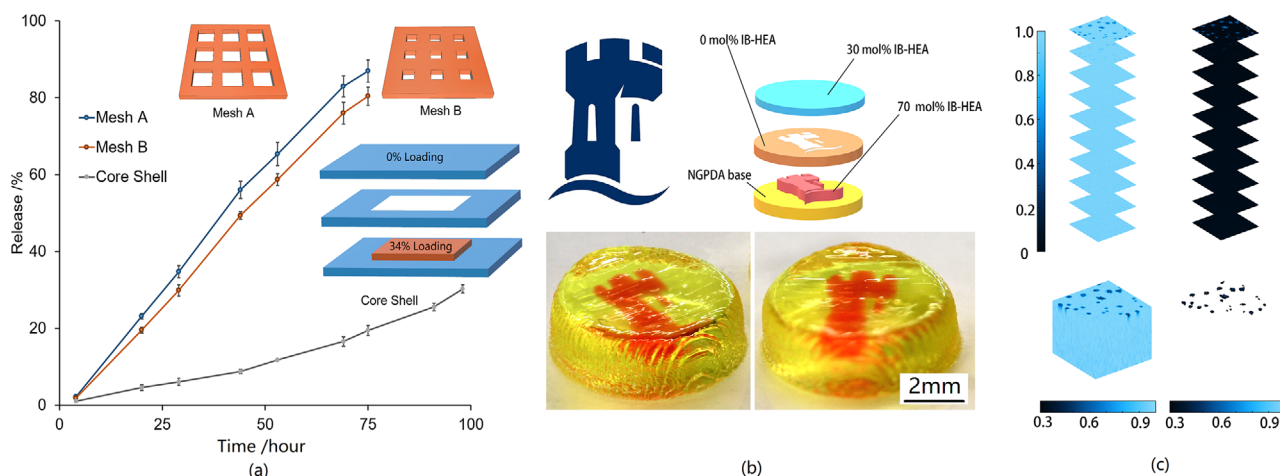 100
80
60
40
20
0
Release /%
0
25
50
75
100
Time /hour
Mesh A
Mesh B
Core Shell
Mesh A
Mesh B
0% Loading
34% Loading
Core Shell
(a)
0 mol% IB-HEA
30 mol% IB-HEA
70 mol% IB-HEA
NGPDA base
2mm
(b)
1.0
0.8
0.6
0.4
0.2
0
0.3 0.6 0.9
0.3 0.6 0.9
(c)